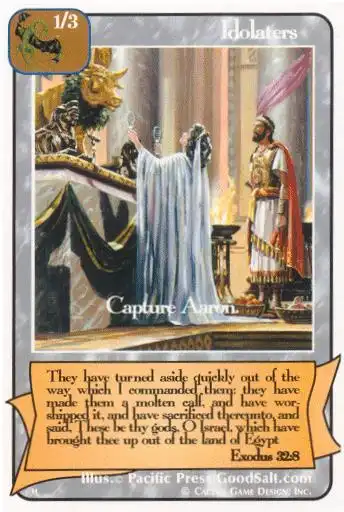 1/3
Idolaters
Capture Aaron.
They have turned aside quickly out of the
way which I commanded them: they have
made them a molten calf, and have wor-
shipped it, and have sacrificed thereunto, and
said, These be thy gods, O Israel, which have
brought thee up out of the land of Egypt
Exodus 32:8
Illus.© Pacific Press GoodSalt.com
© Cactus Game Design, Inc.